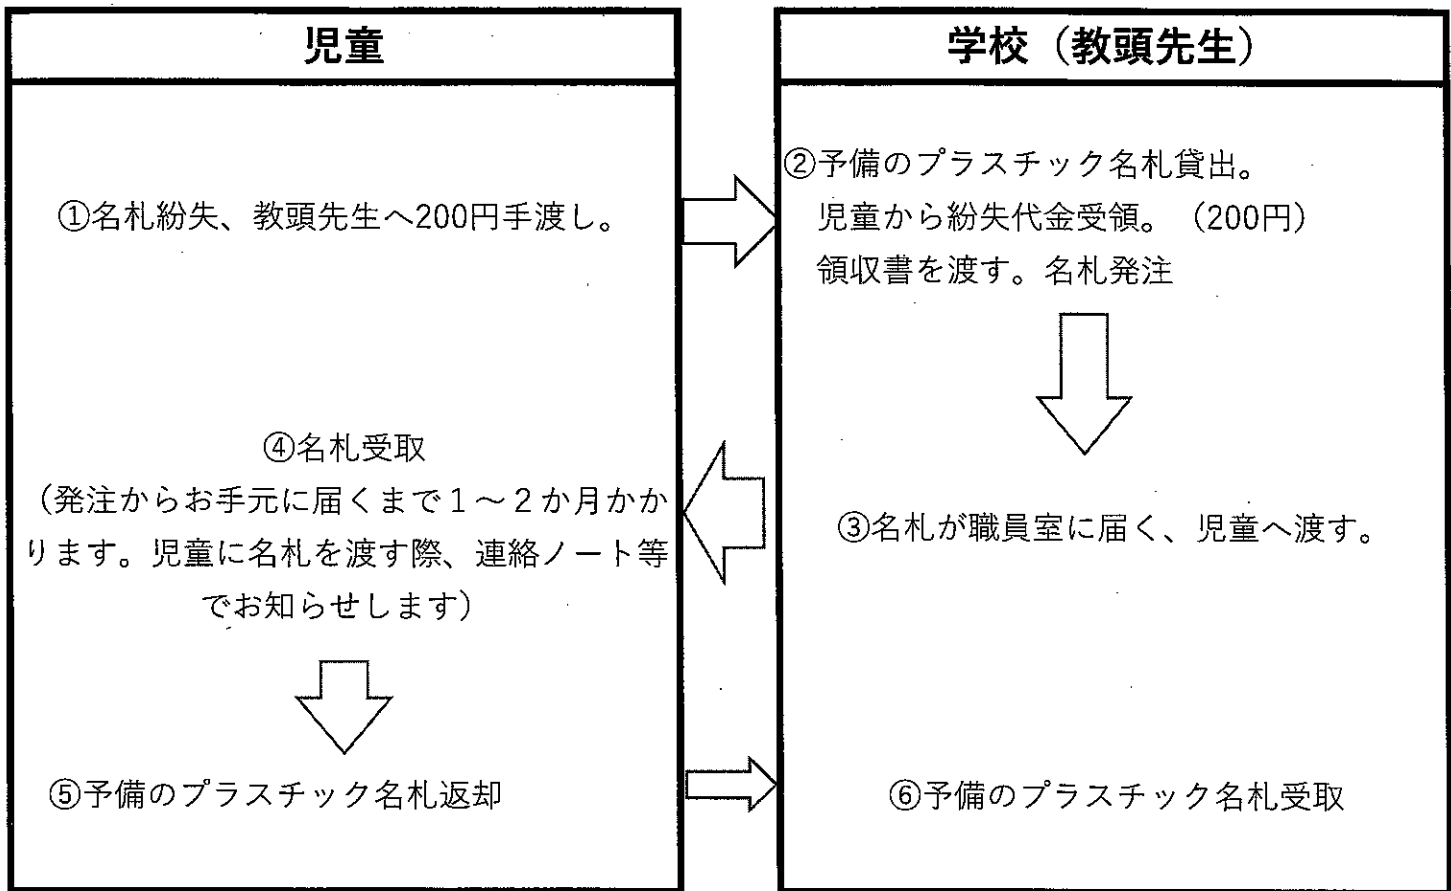 児童
①名札紛失、教頭先生へ200円手渡し。
④名札受取
（発注からお手元に届くまで１～２か月かか
ります。児童に名札を渡す際、連絡ノート等
でお知らせします）
⑤予備のプラスチック名札返却
学校（教頭先生）
②予備のプラスチック名札貸出。
児童から紛失代金受領。（200円）
領収書を渡す。名札発注
③名札が職員室に届く、児童へ渡す。
⑥予備のプラスチック名札受取